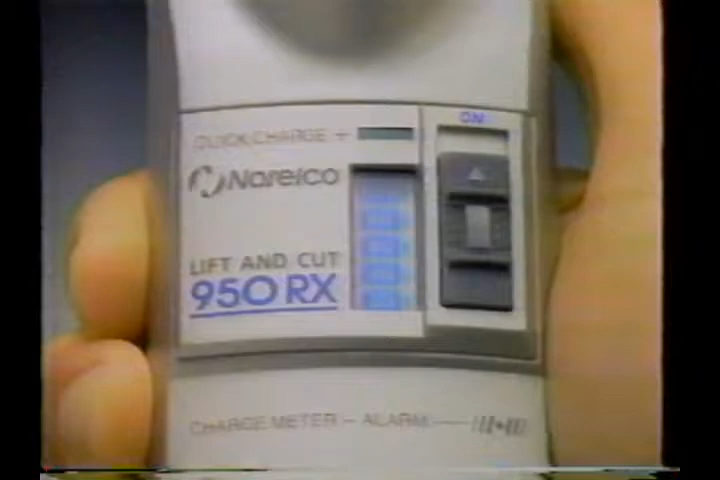 QUICK CHARGE +
ON
Norelco
LIFT AND CUT
950 RX
CHARGE METER – ALARM